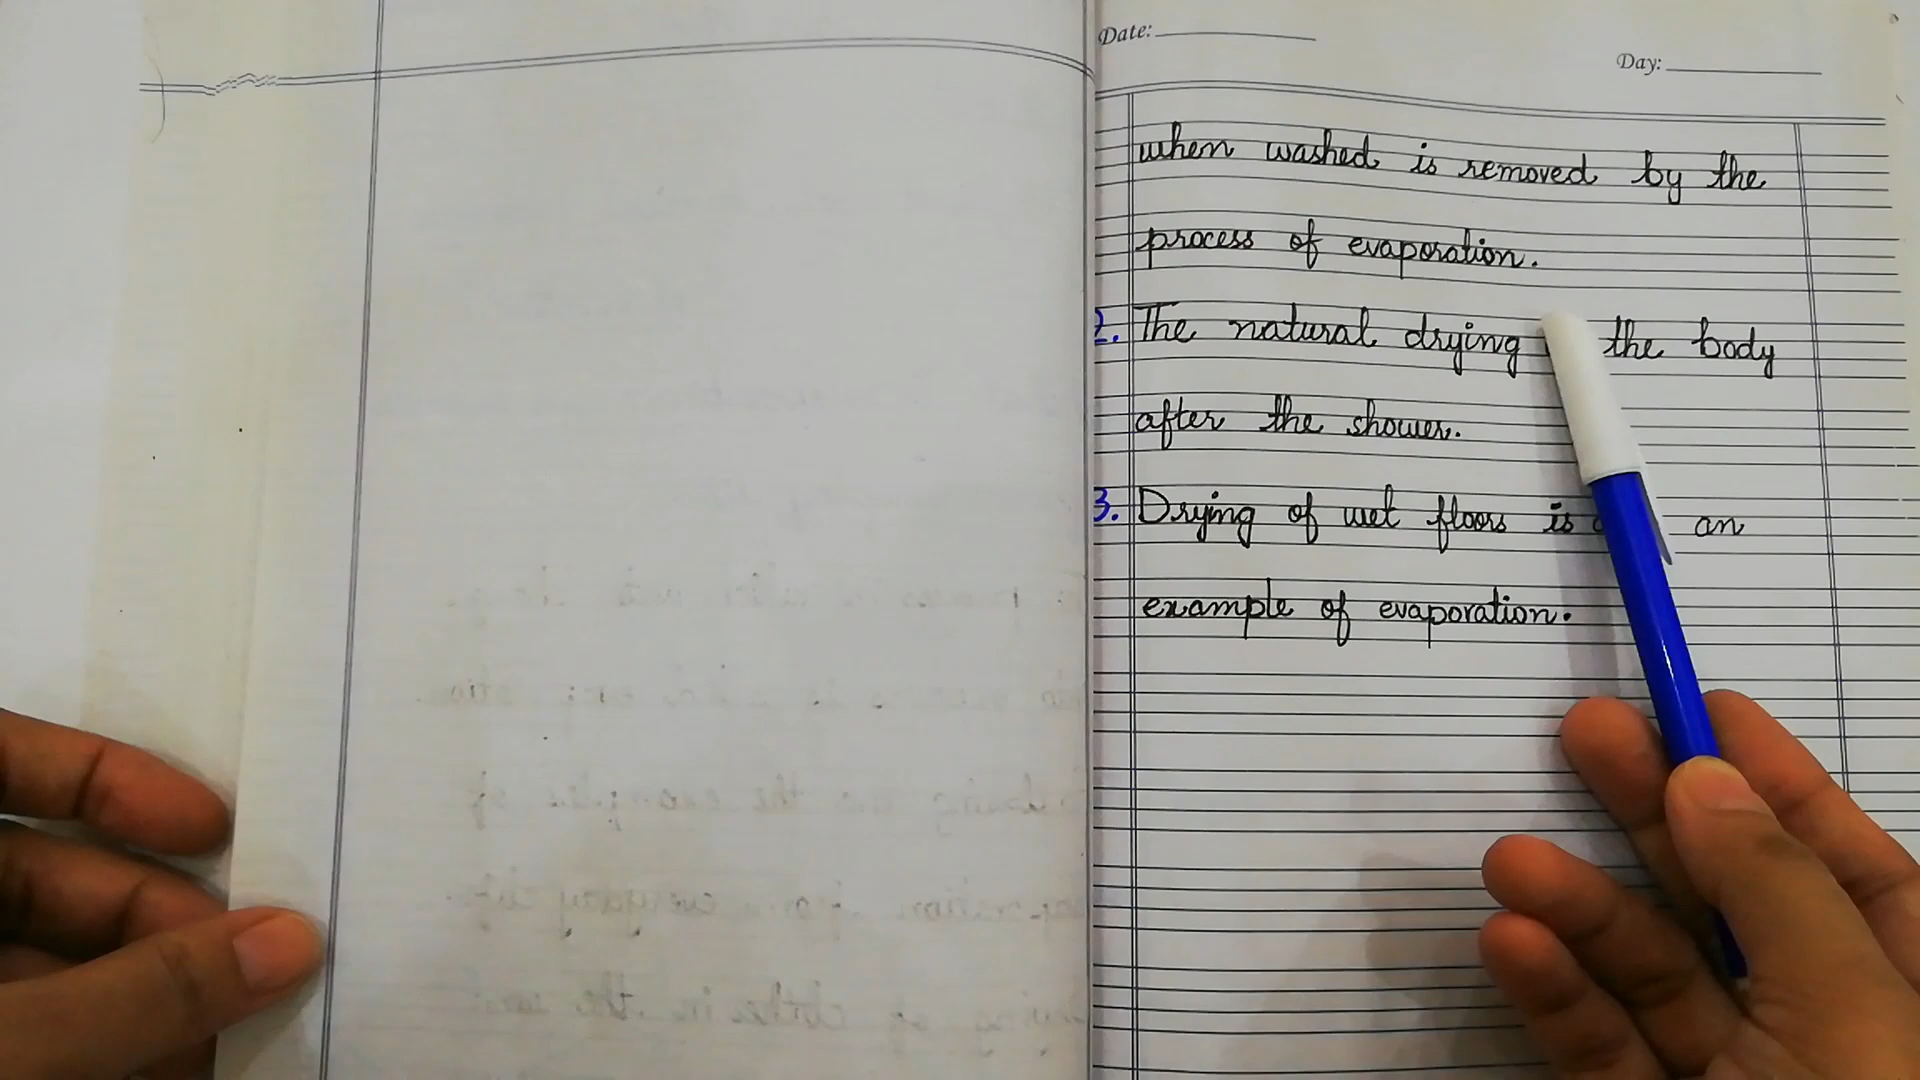 Date:
Day:
when washed is removed by the
process of evaporation.
2. The natural drying the body
after the shower.
3. Drying of wet floors is an
example of evaporation.